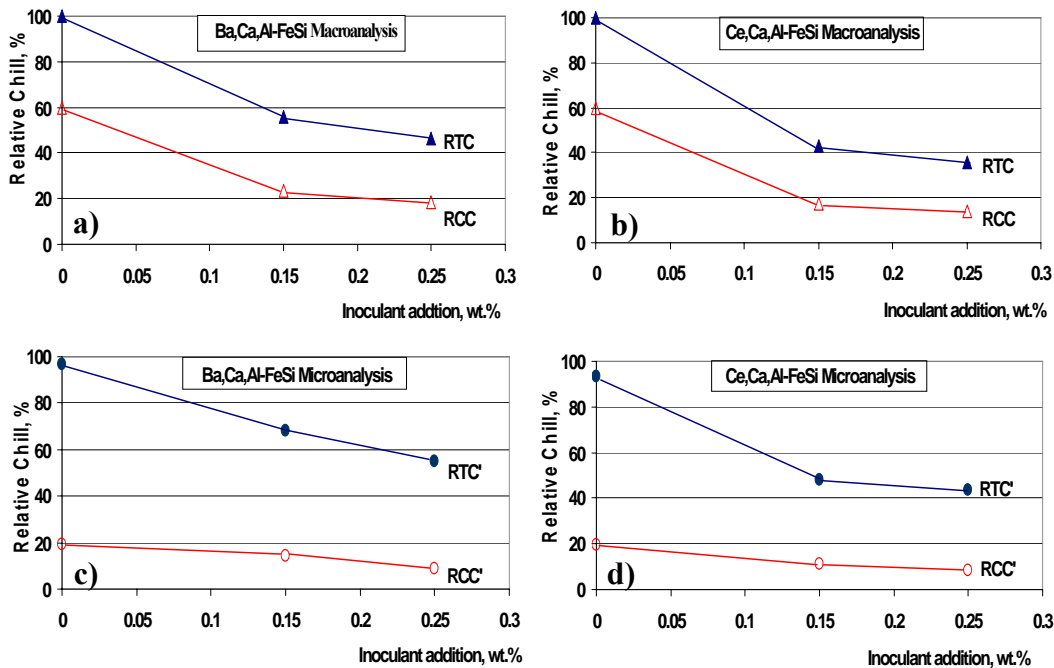 Ba,Ca,Al-FeSi Macroanalysis
Relative Chill, %
100
80
60
40
20
0
RTC
RCC
a)
0 0.05 0.1 0.15 0.2 0.25 0.3
Inoculant addtion, wt.%
Ce,Ca,Al-FeSi Macroanalysis
Relative Chill, %
100
80
60
40
20
0
RTC
RCC
b)
0 0.05 0.1 0.15 0.2 0.25 0.3
Inoculant addition, wt.%
Ba,Ca,Al-FeSi Microanalysis
Relative Chill, %
100
80
60
40
20
0
RTC'
RCC'
c)
0 0.05 0.1 0.15 0.2 0.25 0.3
Inoculant addition, wt.%
Ce,Ca,Al-FeSi Microanalysis
Relative Chill, %
100
80
60
40
20
0
RTC'
RCC'
d)
0 0.05 0.1 0.15 0.2 0.25 0.3
Inoculant addition, wt.%